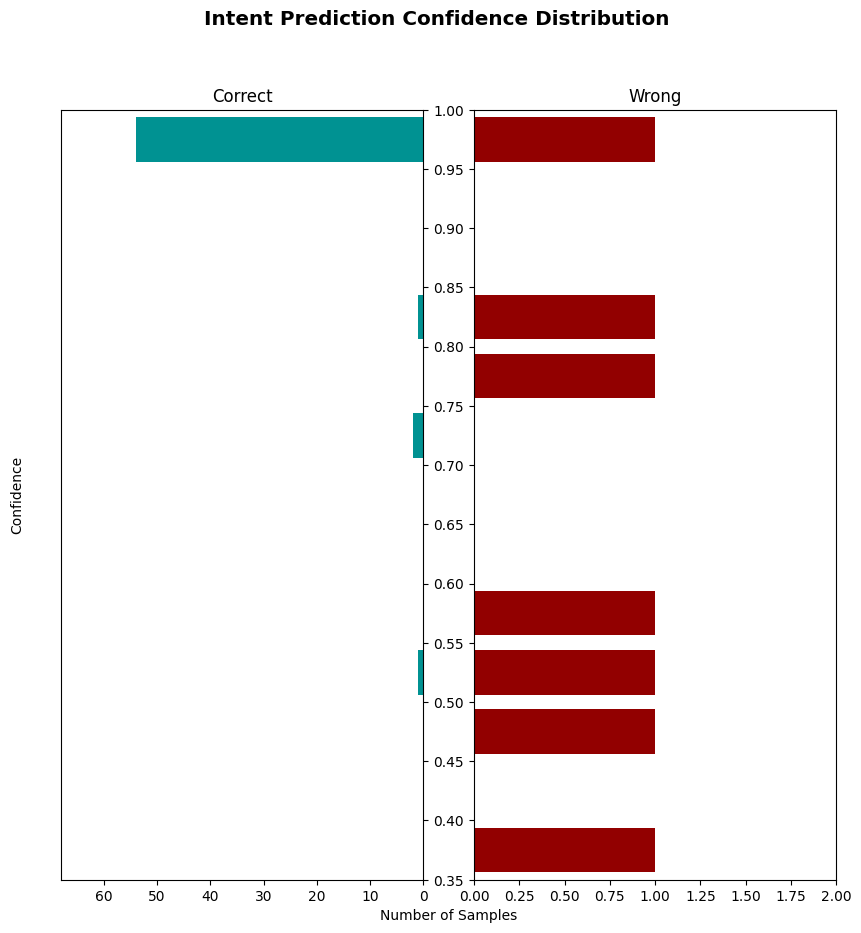 Intent Prediction Confidence Distribution
Correct
Wrong
1.00
0.95
0.90
0.85
0.80
0.75
0.70
0.65
0.60
0.55
0.50
0.45
0.40
0.35
Confidence
60 50 40 30 20 10 0
0.00 0.25 0.50 0.75 1.00 1.25 1.50 1.75 2.00
Number of Samples